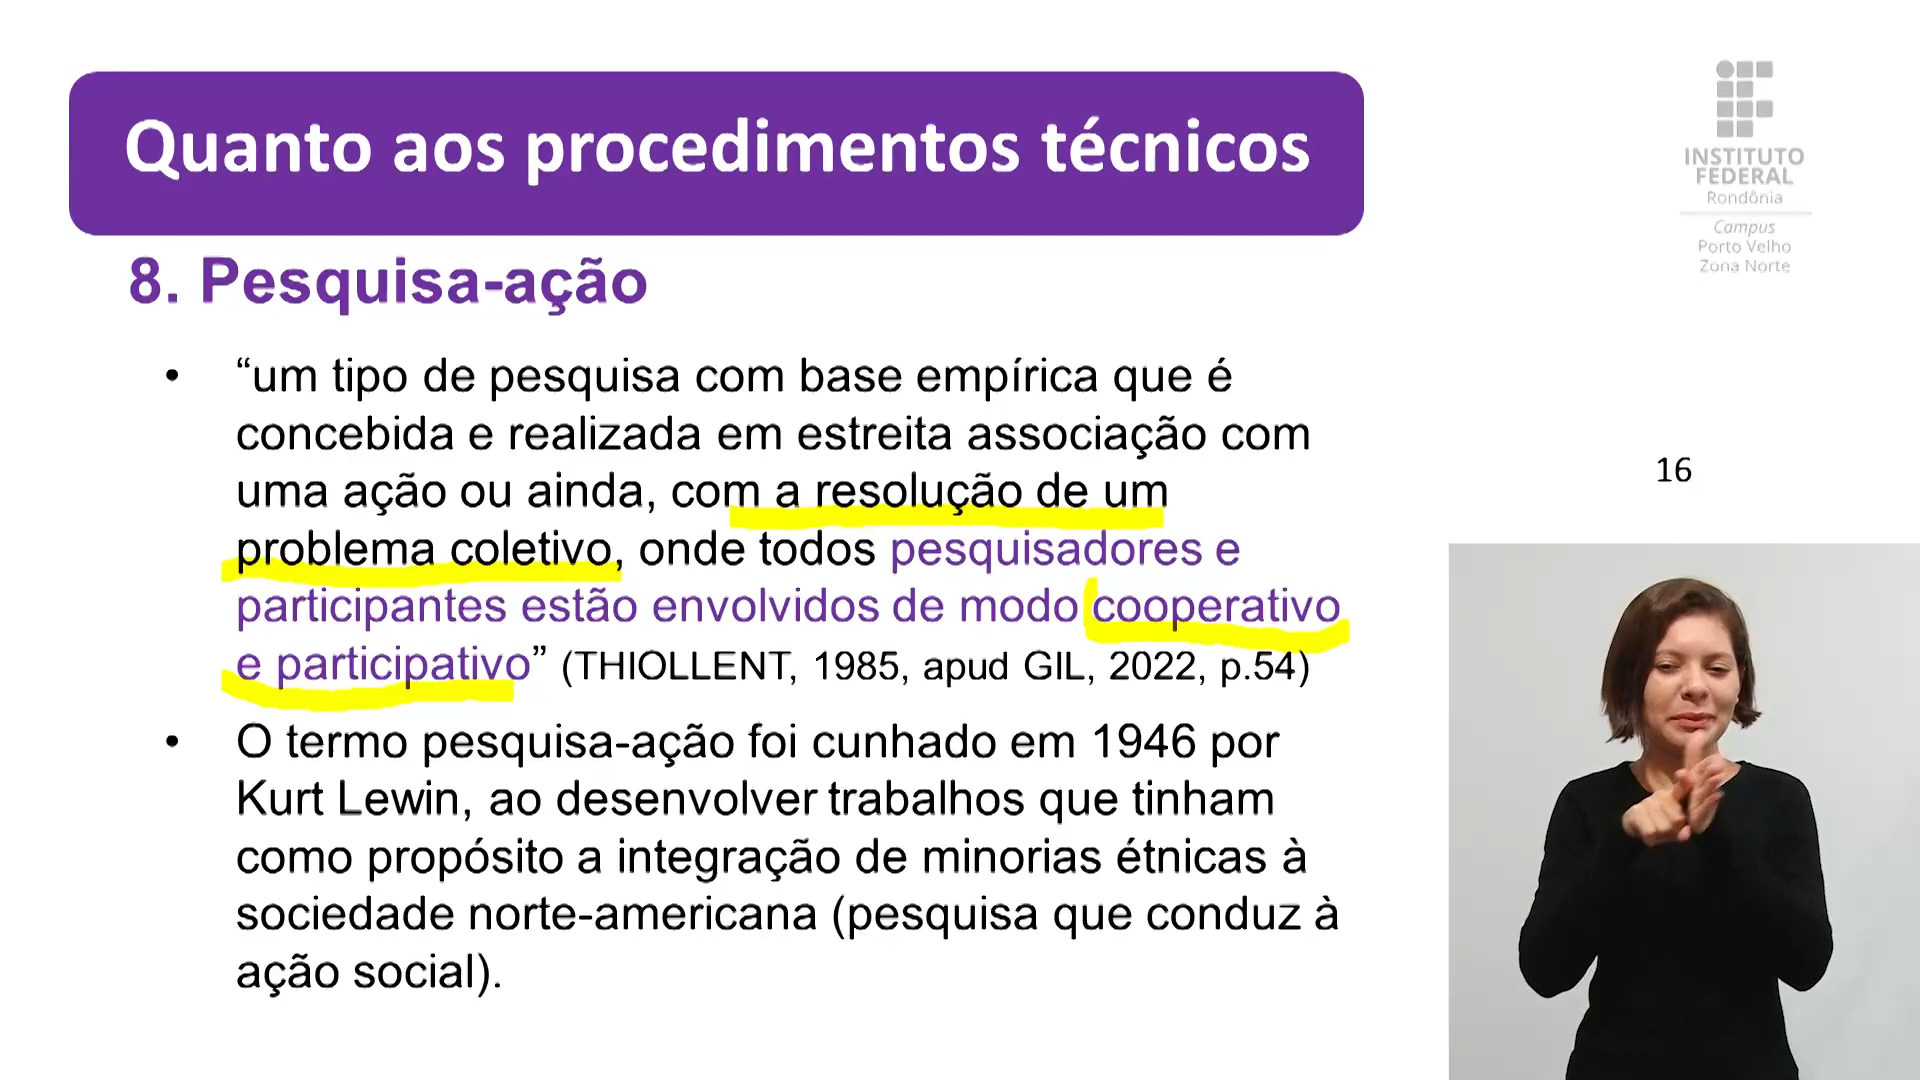 Quanto aos procedimentos técnicos
INSTITUTO
FEDERAL
Rondônia
Campus
Porto Velho
Zona Norte
8. Pesquisa-ação
• “um tipo de pesquisa com base empírica que é
concebida e realizada em estreita associação com
uma ação ou ainda, com a resolução de um
problema coletivo, onde todos pesquisadores e
participantes estão envolvidos de modo cooperativo
e participativo” (THIOLLENT, 1985, apud GIL, 2022, p.54)
• O termo pesquisa-ação foi cunhado em 1946 por
Kurt Lewin, ao desenvolver trabalhos que tinham
como propósito a integração de minorias étnicas à
sociedade norte-americana (pesquisa que conduz à
ação social).
16